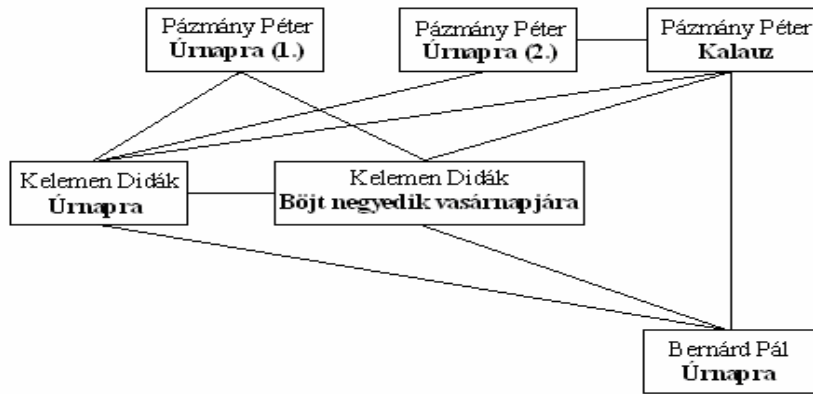 Pázmány Péter
Úrnapra (1.)
Pázmány Péter
Úrnapra (2.)
Pázmány Péter
Kalauz
Kelemen Didák
Úrnapra
Kelemen Didák
Böjt negyedik vasárnapjára
Bernárd Pál
Úrnapra